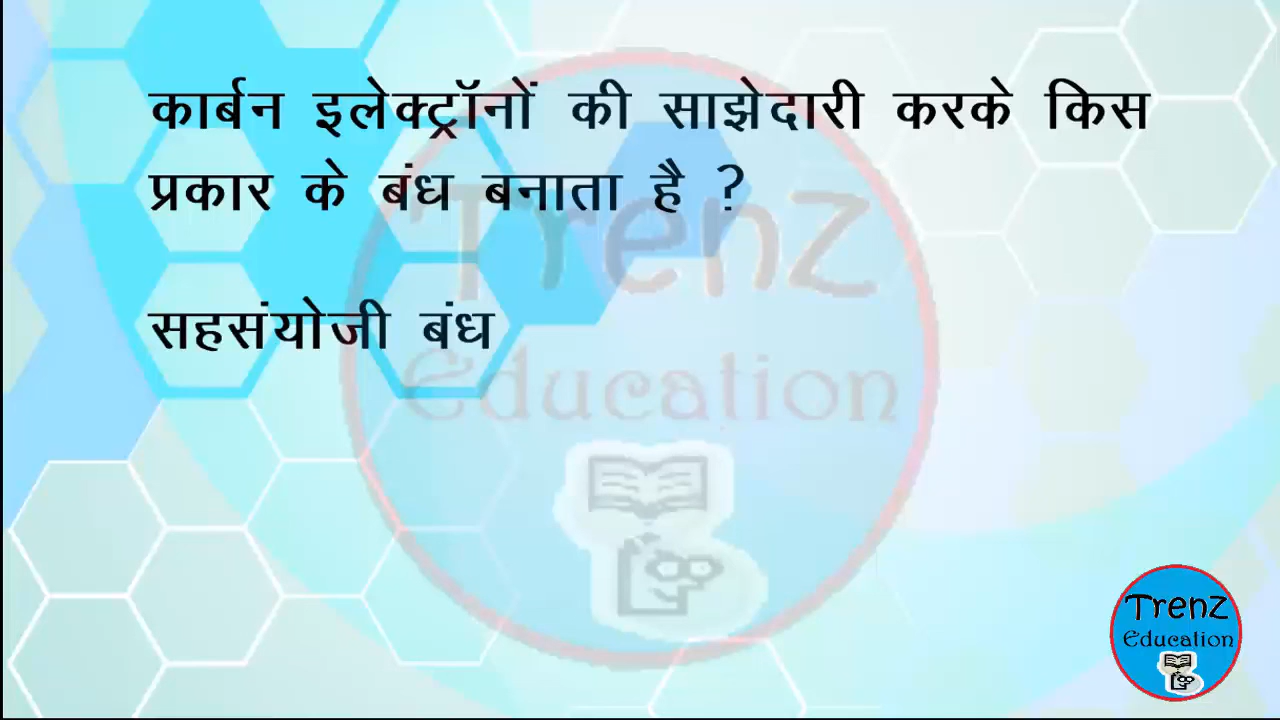 कार्बन इलेक्ट्रॉनों की साझेदारी करके किस
प्रकार के बंध बनाता है ?
सहसंयोजी बंध
Trenz
Education
Trenz
Education